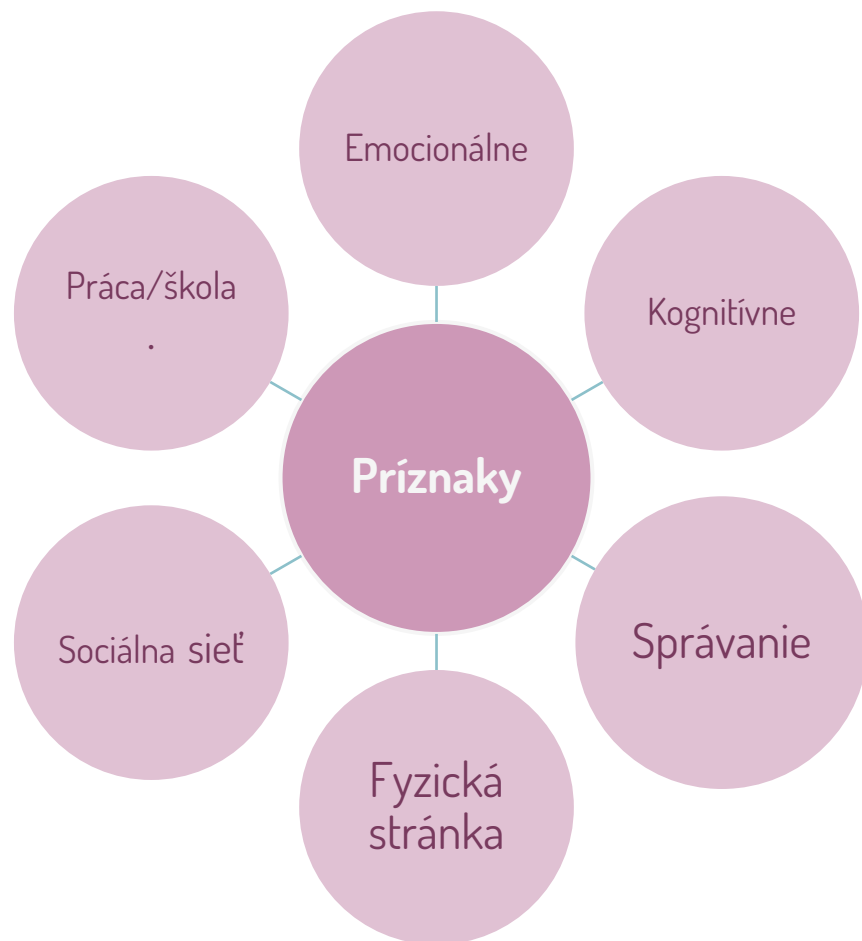 Emocionálne
Práca/škola
.
Kognitívne
Príznaky
Sociálna sieť
Správanie
Fyzická
stránka